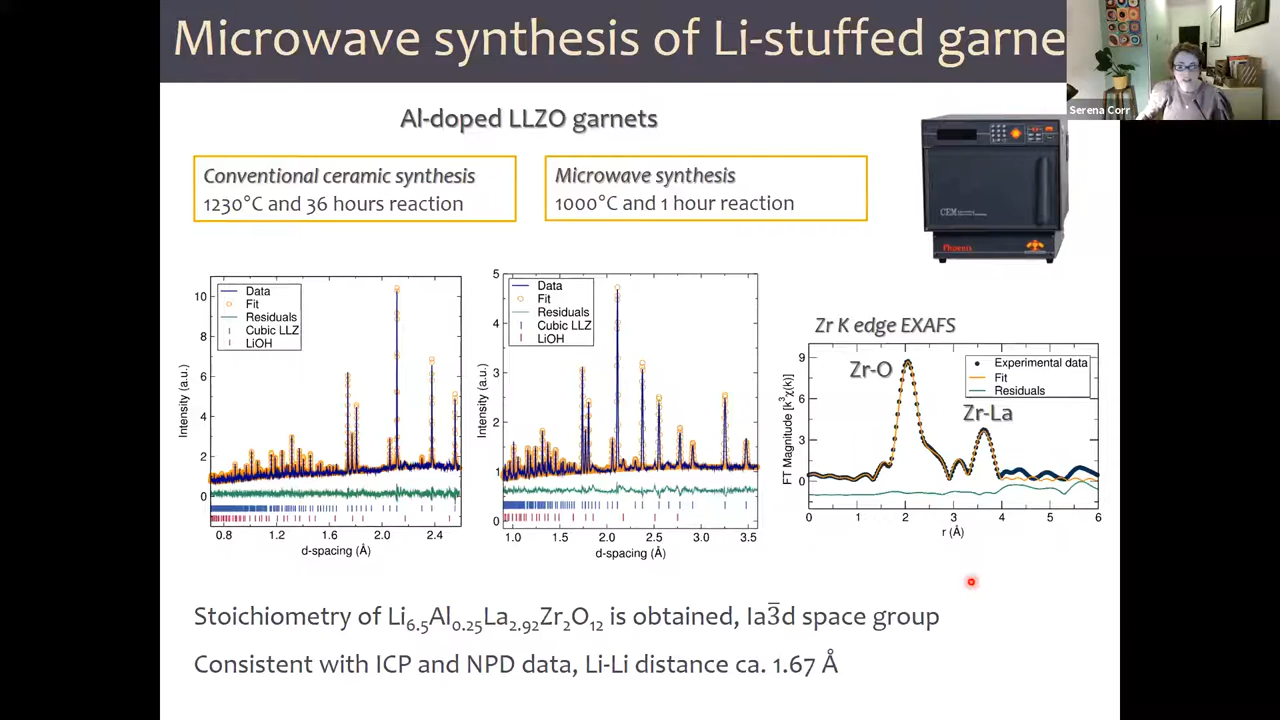 Microwave synthesis of Li-stuffed garne
Serena Corr
Al-doped LLZO garnets
Conventional ceramic synthesis
1230°C and 36 hours reaction
Microwave synthesis
1000°C and 1 hour reaction
CEM
Phoenix
Data
Fit
Residuals
Cubic LLZ
LiOH
Intensity (a.u.)
10
8
6
4
2
0
0.8
1.2
1.6
2.0
2.4
d-spacing (Å)
Data
Fit
Residuals
Cubic LLZ
LiOH
Intensity (a.u.)
5
4
3
2
1
0
1.0
1.5
2.0
2.5
3.0
3.5
d-spacing (Å)
Zr K edge EXAFS
Zr-O
Experimental data
Fit
Residuals
Zr-La
FT Magnitude [k³χ(k)]
9
6
3
0
0
1
2
3
4
5
6
r (Å)
Stoichiometry of Li₆.₅Al₀.₂₅La₂.₉₂Zr₂O₁₂ is obtained, Ia3̅d space group
Consistent with ICP and NPD data, Li-Li distance ca. 1.67 Å